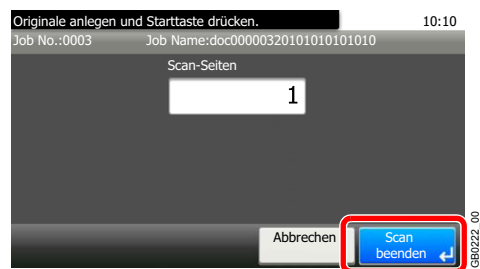 Originale anlegen und Starttaste drücken.
10:10
Job No.:0003
Job Name:doc00000320101010101010
Scan-Seiten
1
Abbrechen
Scan
beenden
GB0222_00